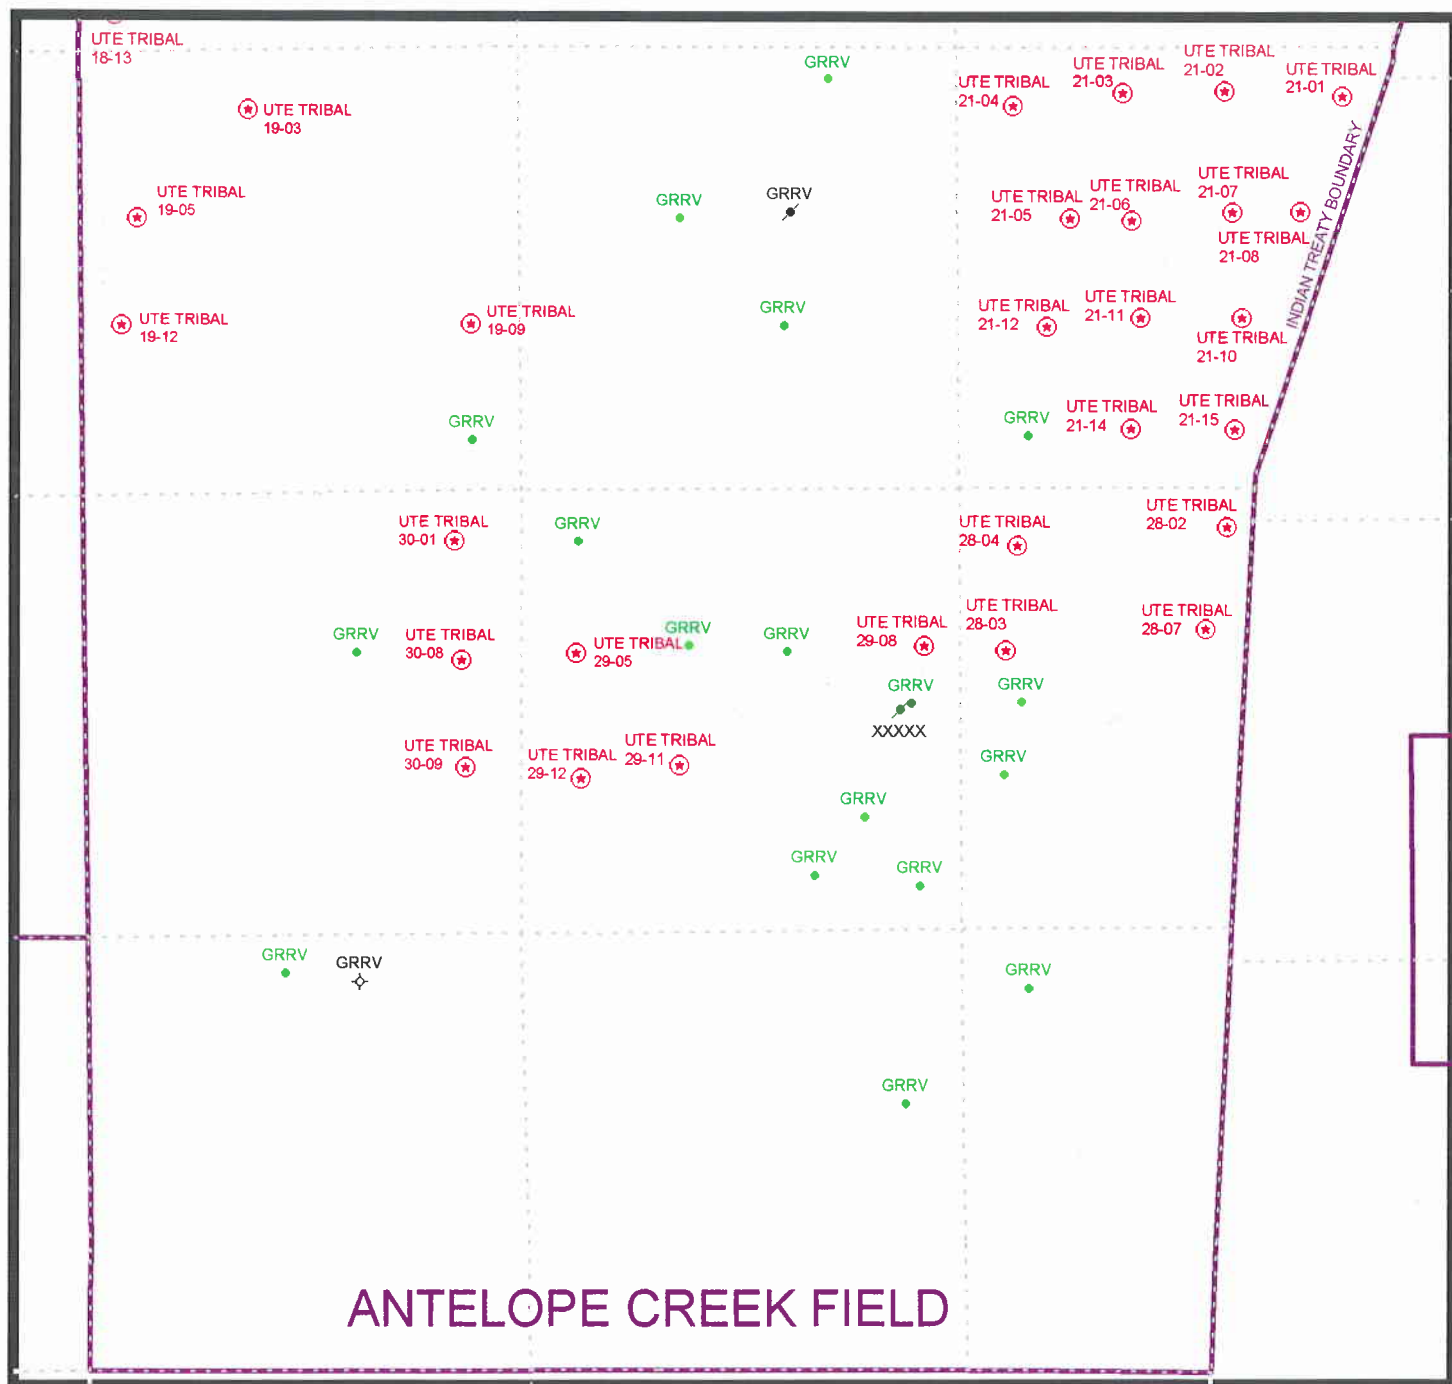 UTE TRIBAL
18-13
GRRV
UTE TRIBAL
21-04
UTE TRIBAL
21-03
UTE TRIBAL
21-02
UTE TRIBAL
21-01
UTE TRIBAL
19-03
UTE TRIBAL
19-05
GRRV
GRRV
UTE TRIBAL
21-05
UTE TRIBAL
21-06
UTE TRIBAL
21-07
UTE TRIBAL
21-08
INDIAN TREATY BOUNDARY
UTE TRIBAL
19-12
UTE TRIBAL
19-09
GRRV
UTE TRIBAL
21-12
UTE TRIBAL
21-11
UTE TRIBAL
21-10
GRRV
GRRV
UTE TRIBAL
21-14
UTE TRIBAL
21-15
UTE TRIBAL
30-01
GRRV
UTE TRIBAL
28-04
UTE TRIBAL
28-02
GRRV
UTE TRIBAL
30-08
UTE TRIBAL
29-05
GRRV
GRRV
UTE TRIBAL
29-08
UTE TRIBAL
28-03
UTE TRIBAL
28-07
GRRV
XXXXX
GRRV
UTE TRIBAL
30-09
UTE TRIBAL
29-12
UTE TRIBAL
29-11
GRRV
GRRV
GRRV
GRRV
GRRV
GRRV
GRRV
GRRV
ANTELOPE CREEK FIELD